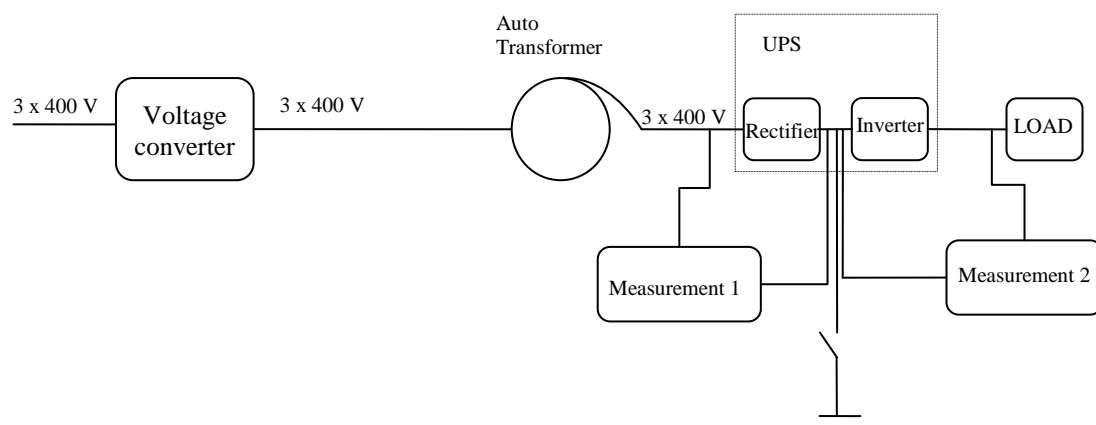 Auto
Transformer
UPS
3 x 400 V
Voltage
converter
3 x 400 V
3 x 400 V
Rectifier
Inverter
LOAD
Measurement 1
Measurement 2